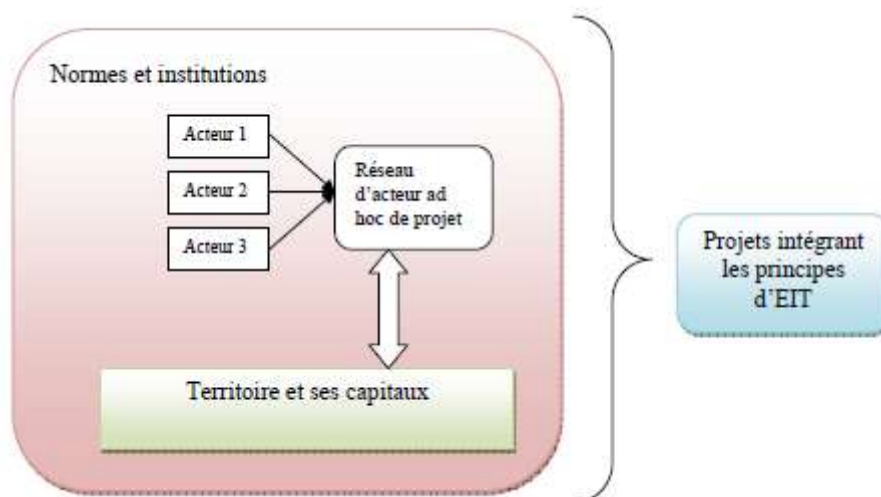 Normes et institutions
Acteur 1
Acteur 2
Acteur 3
Réseau
d'acteur ad
hoc de projet
Territoire et ses capitaux
Projets intégrant
les principes
d'EIT